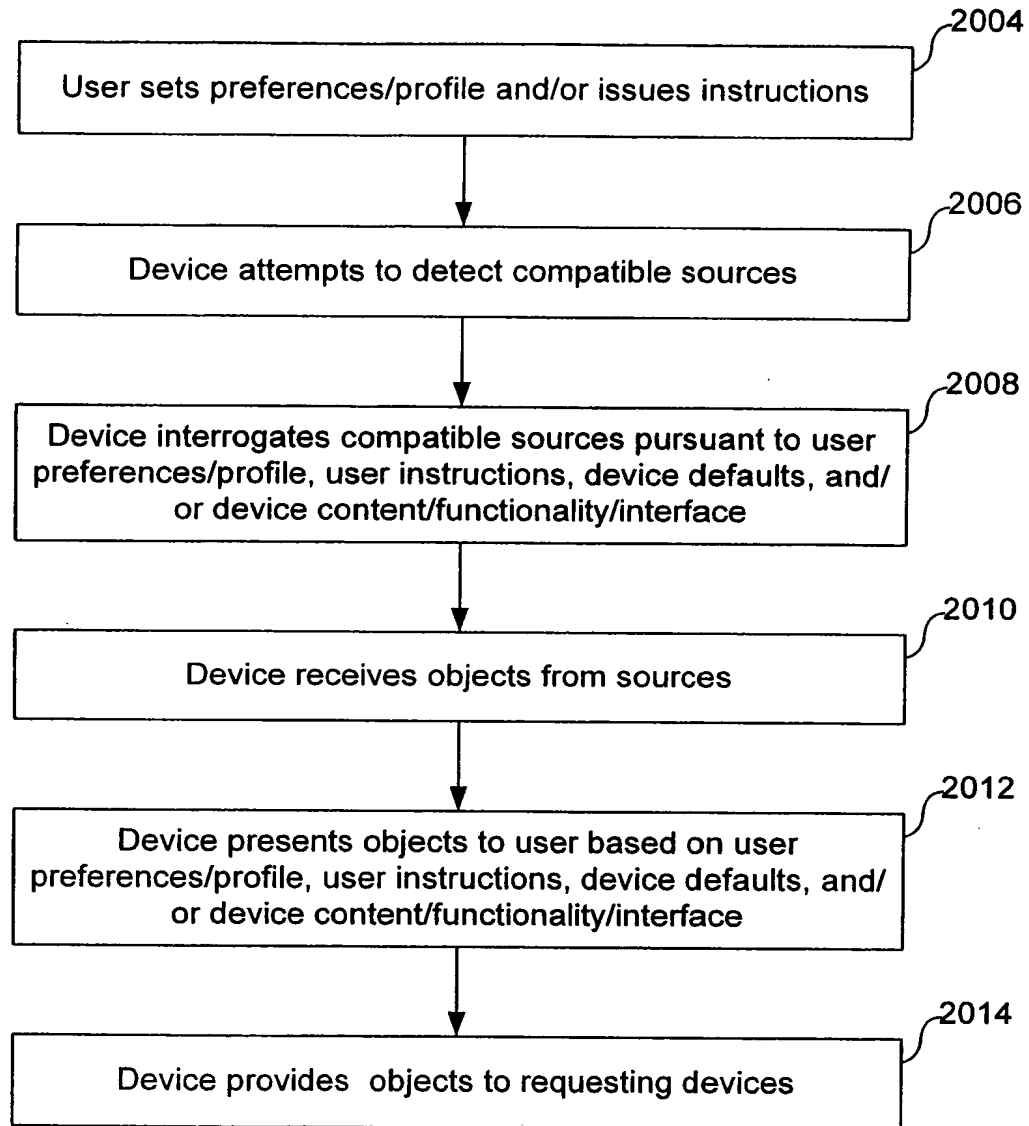 2004
User sets preferences/profile and/or issues instructions
2006
Device attempts to detect compatible sources
2008
Device interrogates compatible sources pursuant to user
preferences/profile, user instructions, device defaults, and/
or device content/functionality/interface
2010
Device receives objects from sources
2012
Device presents objects to user based on user
preferences/profile, user instructions, device defaults, and/
or device content/functionality/interface
2014
Device provides objects to requesting devices